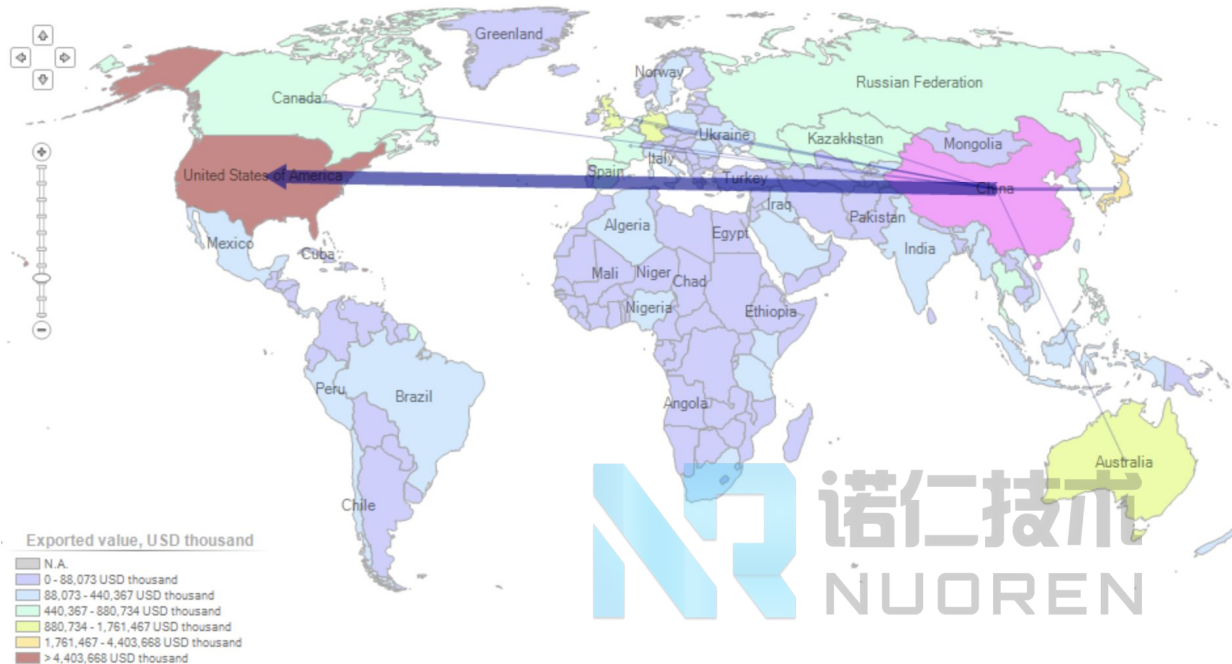 Greenland
Norway
Russian Federation
Canada
Ukraine
Kazakhstan
Mongolia
Italy
Spain
United States of America
Turkey
China
Iraq
Pakistan
Mexico
Algeria
Egypt
India
Cuba
Mali
Niger
Chad
Nigeria
Ethiopia
Peru
Brazil
Angola
Australia
Chile
诺仁技术
NUOREN
Exported value, USD thousand
N.A.
0 - 88,073 USD thousand
88,073 - 440,367 USD thousand
440,367 - 880,734 USD thousand
880,734 - 1,761,467 USD thousand
1,761,467 - 4,403,668 USD thousand
> 4,403,668 USD thousand